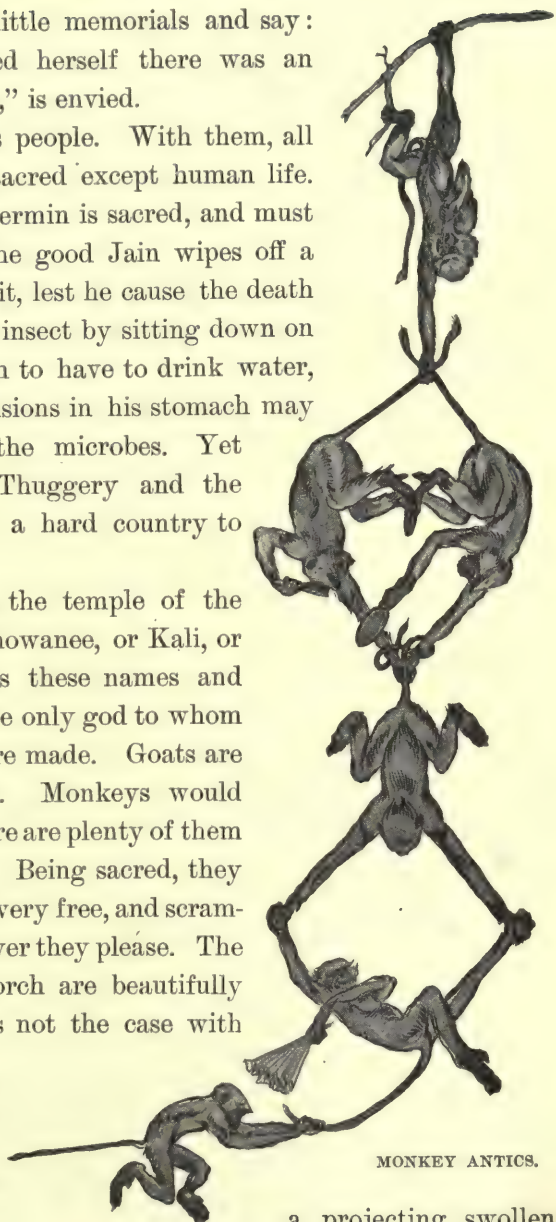 ittle memorials and say:
ed herself there was an
," is envied.
s people. With them, all
sacred except human life.
ermin is sacred, and must
he good Jain wipes off a
it, lest he cause the death
insect by sitting down on
n to have to drink water,
sions in his stomach may
the microbes. Yet
Thuggery and the
a hard country to
the temple of the
howanee, or Kali, or
s these names and
e only god to whom
re made. Goats are
. Monkeys would
re are plenty of them
Being sacred, they
very free, and scram-
ver they please. The
orch are beautifully
s not the case with
MONKEY ANTICS.
a projecting swollen